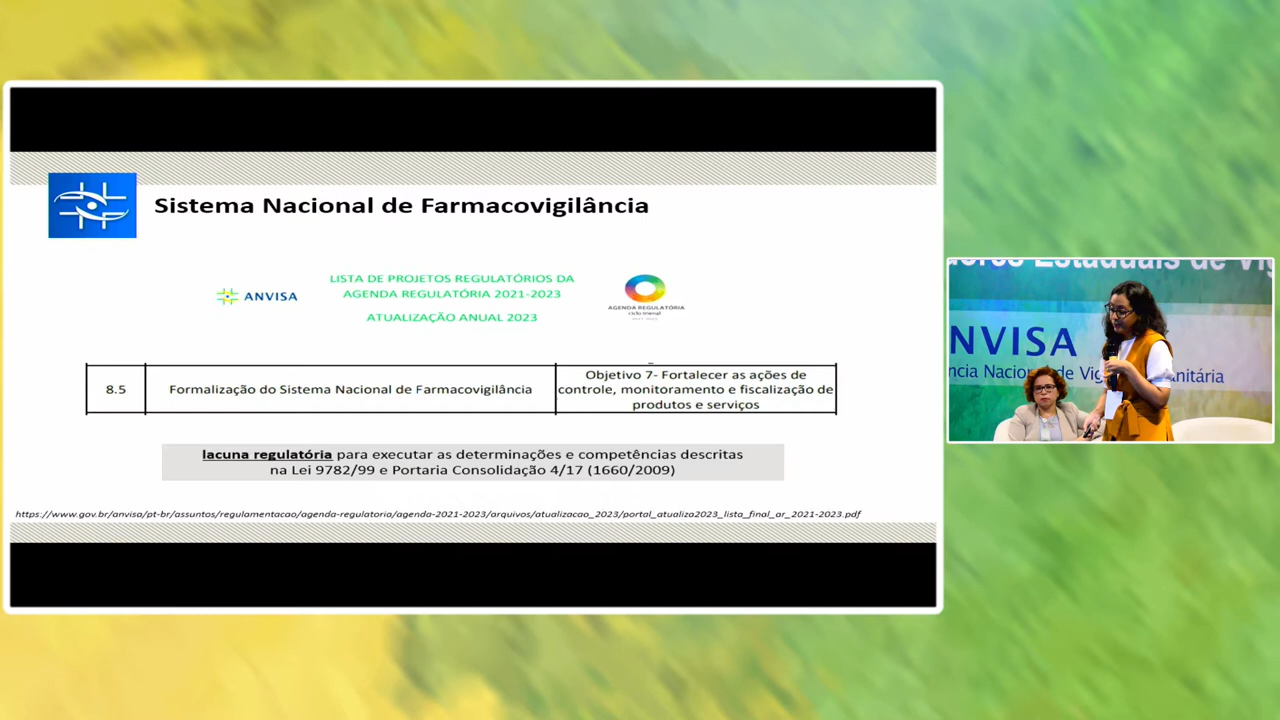 Sistema Nacional de Farmacovigilância
ANVISA
LISTA DE PROJETOS REGULATÓRIOS DA
AGENDA REGULATÓRIA 2021-2023
ATUALIZAÇÃO ANUAL 2023
AGENDA REGULATÓRIA
ciclo trienal
8.5
Formalização do Sistema Nacional de Farmacovigilância
Objetivo 7- Fortalecer as ações de
controle, monitoramento e fiscalização de
produtos e serviços
lacuna regulatória para executar as determinações e competências descritas
na Lei 9782/99 e Portaria Consolidação 4/17 (1660/2009)
https://www.gov.br/anvisa/pt-br/assuntos/regulamentacao/agenda-regulatoria/agenda-2021-2023/arquivos/atualizacao_2023/portal_atualiza2023_lista_final_ar_2021-2023.pdf
Estaduais de
NVISA
Nacional de